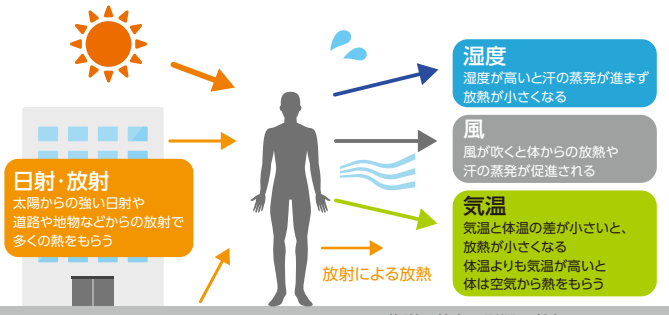 日射・放射
太陽からの強い日射や
道路や地物などからの放射で
多くの熱をもらう
湿度
湿度が高いと汗の蒸発が進まず
放熱が小さくなる
風
風が吹くと体からの放熱や
汗の蒸発が促進される
気温
気温と体温の差が小さいと、
放熱が小さくなる
体温よりも気温が高いと
体は空気から熱をもらう
放射による放熱